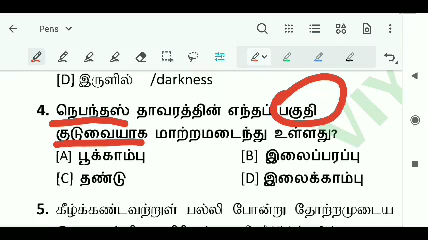 Pens
[D] இருளில் /darkness
4. நெபந்தஸ் தாவரத்தின் எந்தப் பகுதி
குடுவையாக மாற்றமடைந்து உள்ளது?
[A] பூக்காம்பு [B] இலைப்பரப்பு
[C] தண்டு [D] இலைக்காம்பு
5. கீழ்க்கண்டவற்றுள் பல்லி போன்று தோற்றமுடைய